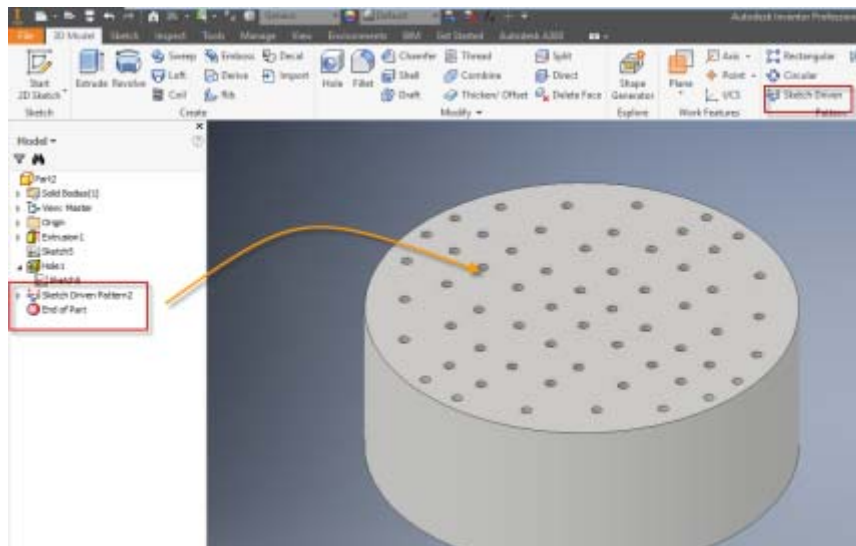 Default
Autodesk Inventor Professional
File 3D Model Sketch Inspect Tools Manage View Environments BIM Get Started Autodesk A360
Start
2D Sketch
Extrude Revolve
Sweep Emboss Decal
Loft Derive Import
Coil Rib
Hole Fillet
Chamfer Thread Split
Shell Combine Direct
Draft Thicken/ Offset Delete Face
Shape
Generator
Plane
Axis
Point
UCS
Rectangular
Circular
Sketch Driven
Sketch Create Modify Explore Work Features Pattern
Model
Part2
Solid Bodies(1)
View: Master
Origin
Extrusion1
Sketch5
Hole1
Sketch Driven Pattern2
End of Part